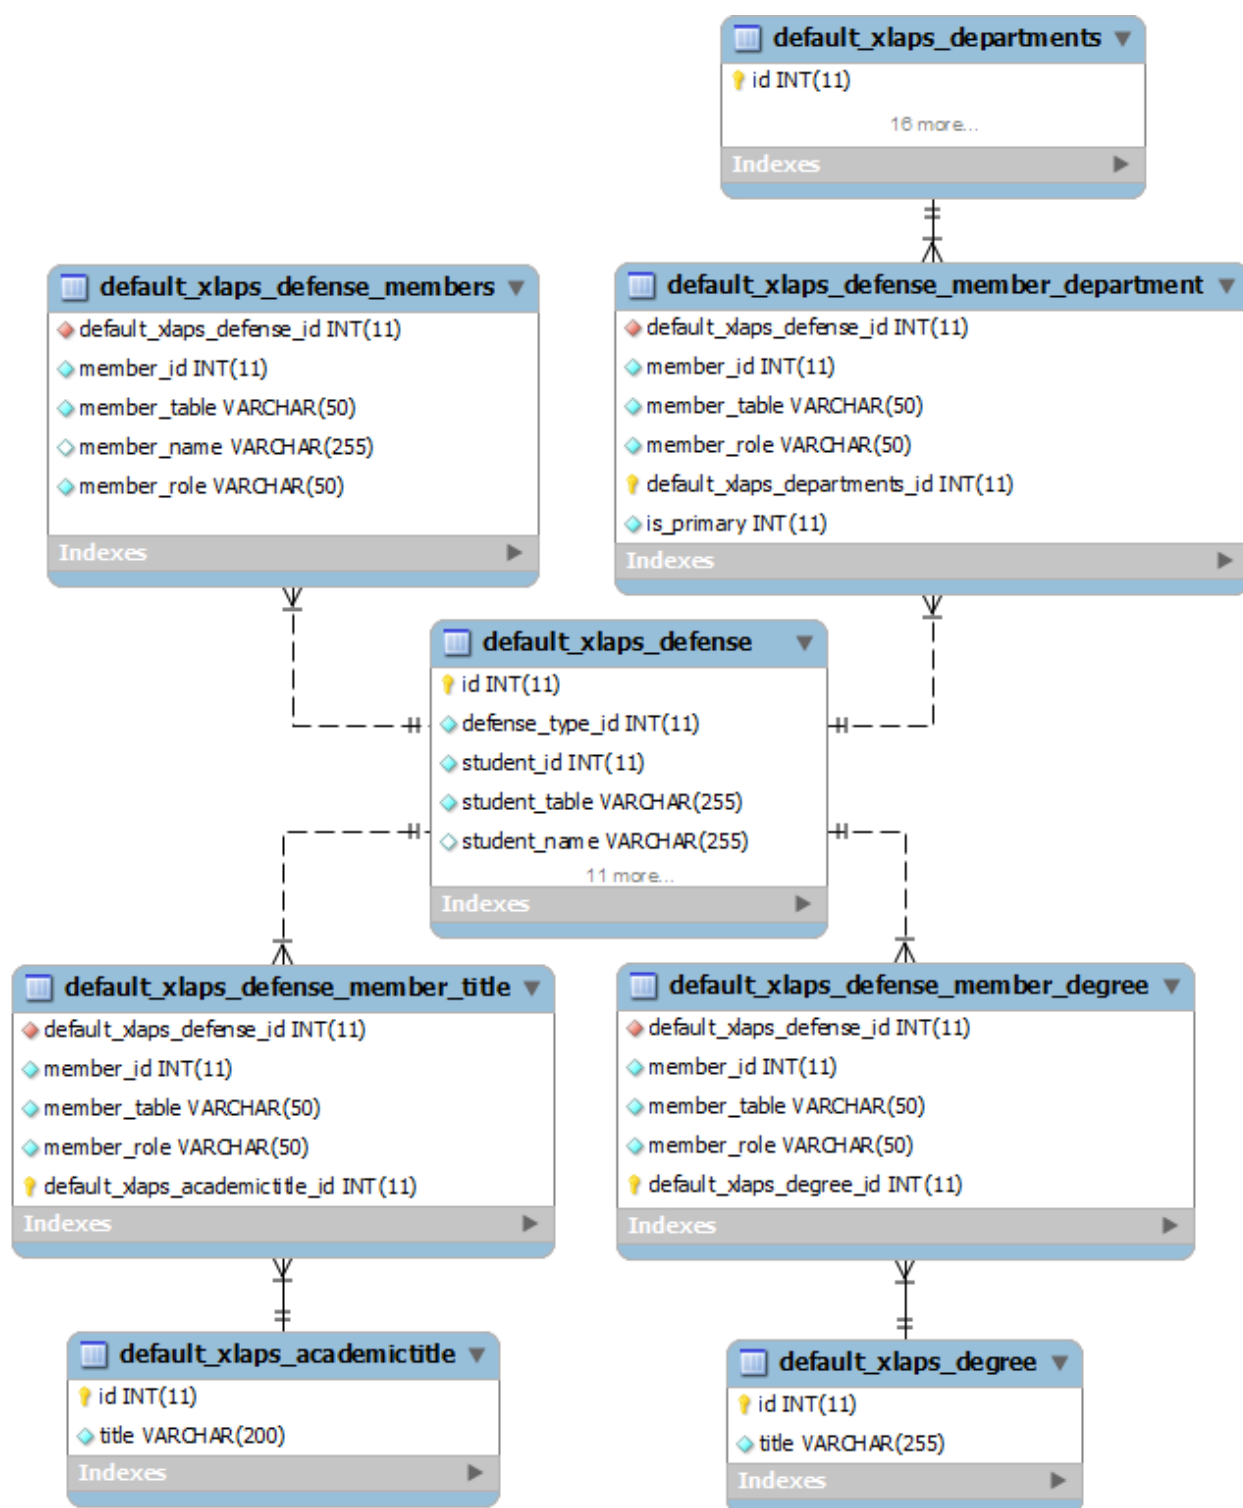 default_xlaps_departments
id INT(11)
16 more...
Indexes
default_xlaps_defense_members
default_xlaps_defense_id INT(11)
member_id INT(11)
member_table VARCHAR(50)
member_name VARCHAR(255)
member_role VARCHAR(50)
Indexes
default_xlaps_defense_member_department
default_xlaps_defense_id INT(11)
member_id INT(11)
member_table VARCHAR(50)
member_role VARCHAR(50)
default_xlaps_departments_id INT(11)
is_primary INT(11)
Indexes
default_xlaps_defense
id INT(11)
defense_type_id INT(11)
student_id INT(11)
student_table VARCHAR(255)
student_name VARCHAR(255)
11 more...
Indexes
default_xlaps_defense_member_title
default_xlaps_defense_id INT(11)
member_id INT(11)
member_table VARCHAR(50)
member_role VARCHAR(50)
default_xlaps_academictitle_id INT(11)
Indexes
default_xlaps_defense_member_degree
default_xlaps_defense_id INT(11)
member_id INT(11)
member_table VARCHAR(50)
member_role VARCHAR(50)
default_xlaps_degree_id INT(11)
Indexes
default_xlaps_academictitle
id INT(11)
title VARCHAR(200)
Indexes
default_xlaps_degree
id INT(11)
title VARCHAR(255)
Indexes